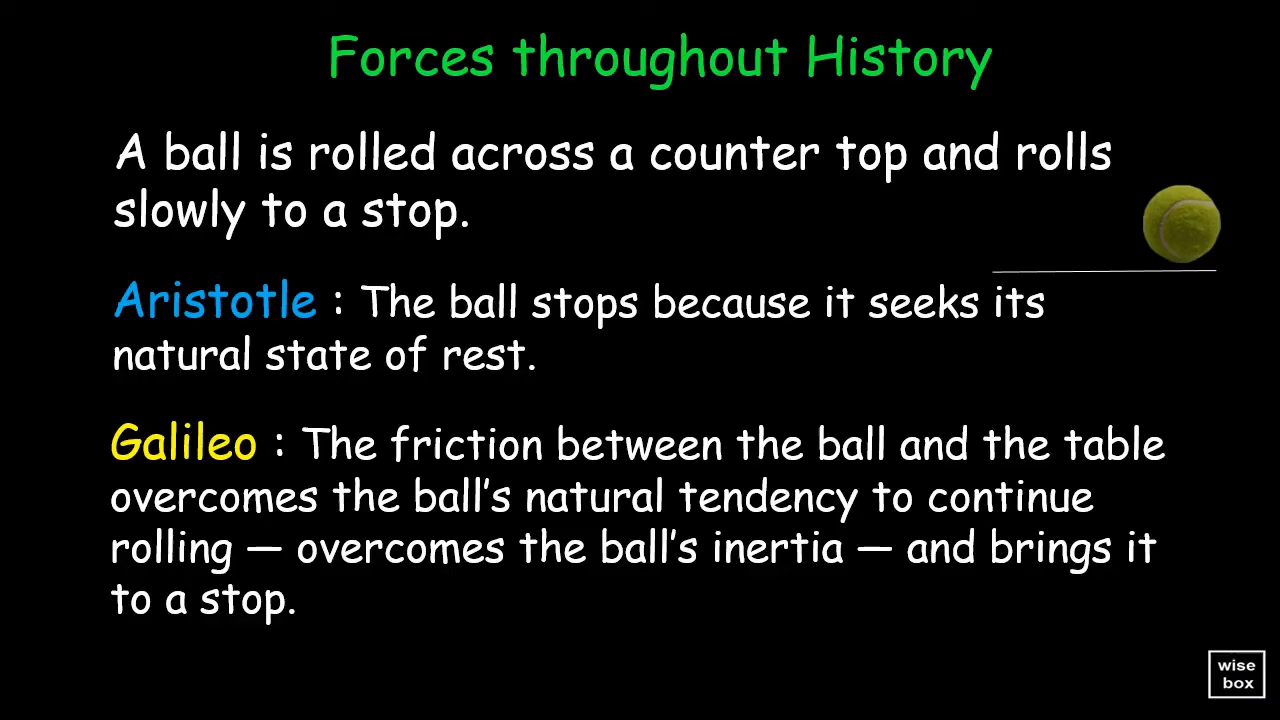 Forces throughout History
A ball is rolled across a counter top and rolls
slowly to a stop.
Aristotle : The ball stops because it seeks its
natural state of rest.
Galileo : The friction between the ball and the table
overcomes the ball’s natural tendency to continue
rolling — overcomes the ball’s inertia — and brings it
to a stop.
wise
box